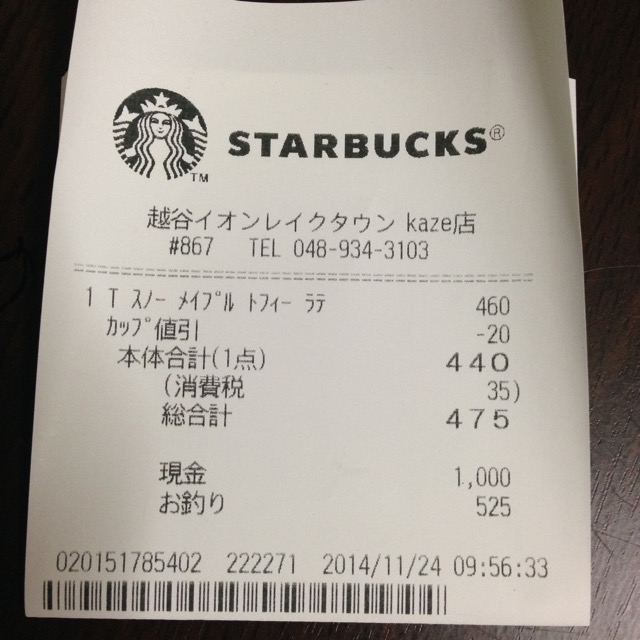 STARBUCKS®
TM
越谷イオンレイクタウン kaze店
#867 TEL 048-934-3103
1 T ｽﾉｰ ﾒｲﾌﾟﾙ ﾄﾌｨｰ ﾗﾃ 460
ｶｯﾌﾟ値引 -20
本体合計(1点) 440
(消費税 35)
総合計 475
現金 1,000
お釣り 525
020151785402 222271 2014/11/24 09:56:33